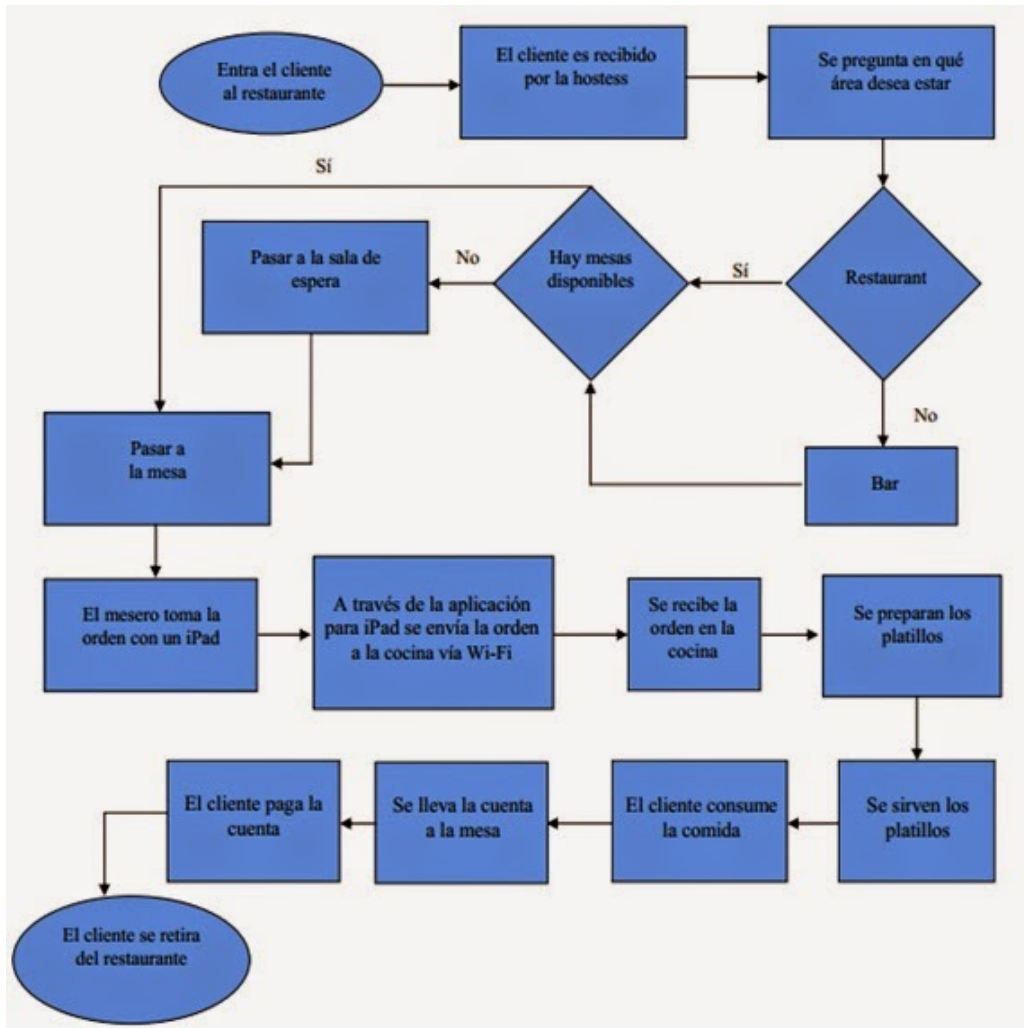 Entra el cliente
al restaurante
El cliente es recibido
por la hostess
Se pregunta en qué
área desea estar
Sí
Pasar a la sala de
espera
No
Hay mesas
disponibles
Sí
Restaurant
No
Bar
Pasar a
la mesa
El mesero toma la
orden con un iPad
A través de la aplicación
para iPad se envía la orden
a la cocina vía Wi-Fi
Se recibe la
orden en la
cocina
Se preparan los
platillos
Se sirven los
platillos
El cliente consume
la comida
Se lleva la cuenta
a la mesa
El cliente paga la
cuenta
El cliente se retira
del restaurante